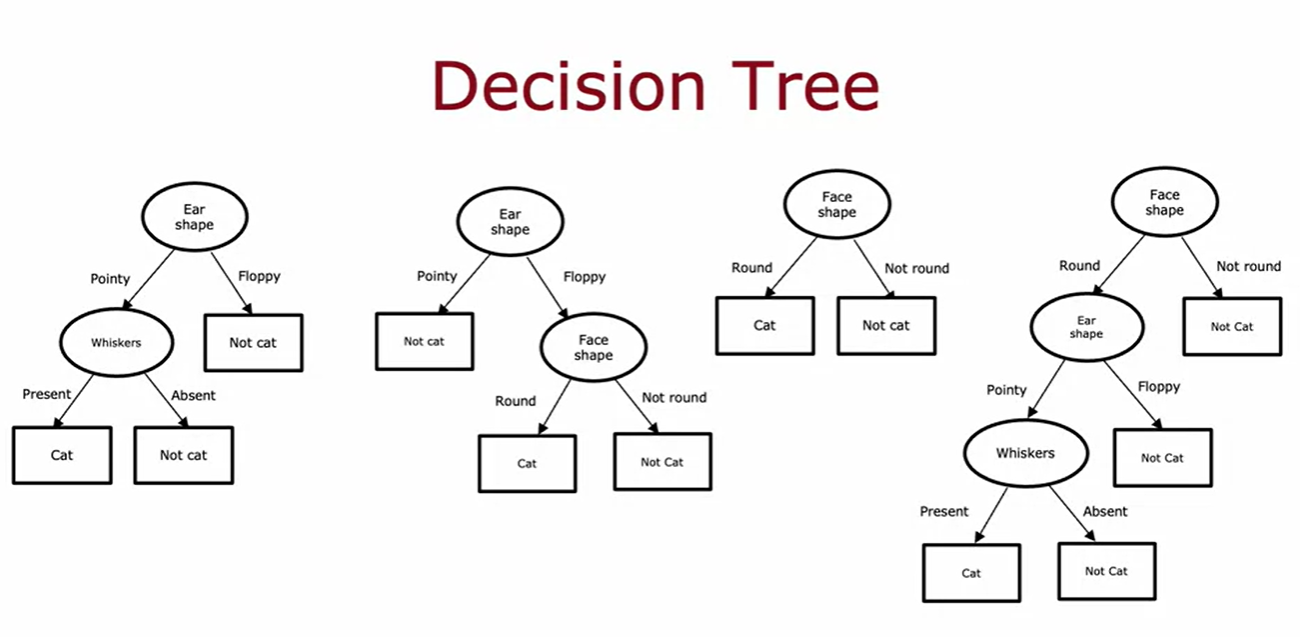 Decision Tree
Ear
shape
Pointy
Floppy
Whiskers
Not cat
Present
Absent
Cat
Not cat
Ear
shape
Pointy
Floppy
Not cat
Face
shape
Round
Not round
Cat
Not Cat
Face
shape
Round
Not round
Cat
Not cat
Face
shape
Round
Not round
Ear
shape
Not Cat
Pointy
Floppy
Whiskers
Not Cat
Present
Absent
Cat
Not Cat